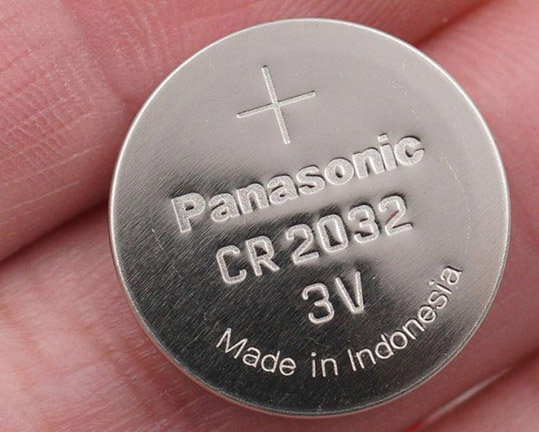 +
Panasonic
CR 2032
3V
Made in Indonesia